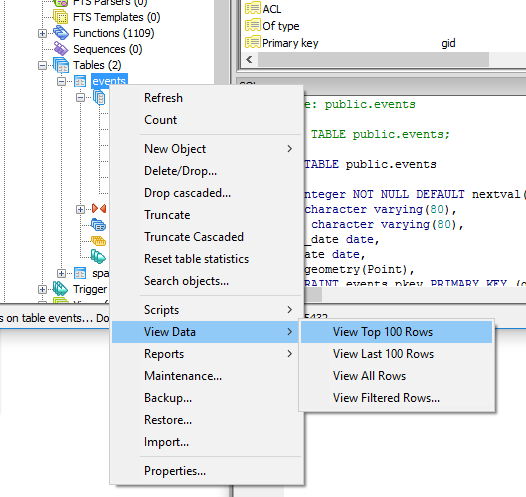 FTS Parsers (0)
FTS Templates (0)
Functions (1109)
Sequences (0)
Tables (2)
events
spa
Trigger
ACL
Of type
Primary key gid
Refresh
Count
New Object
Delete/Drop...
Drop cascaded...
Truncate
Truncate Cascaded
Reset table statistics
Search objects...
Scripts
View Data
Reports
Maintenance...
Backup...
Restore...
Import...
Properties...
View Top 100 Rows
View Last 100 Rows
View All Rows
View Filtered Rows...
e: public.events
TABLE public.events;
TABLE public.events
nteger NOT NULL DEFAULT nextval(
character varying(80),
character varying(80),
_date date,
ate date,
geometry(Point),
RAINT events_pkey PRIMARY KEY (g
s on table events... Do